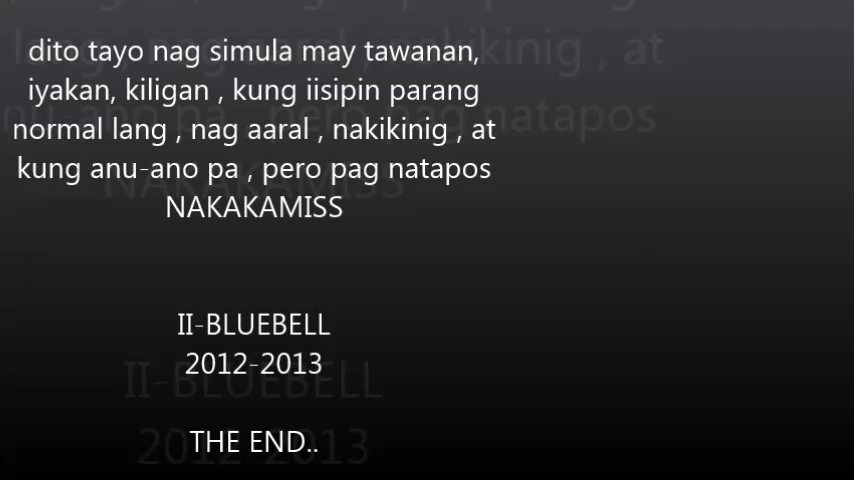 dito tayo nag simula may tawanan,
iyakan, kiligan , kung iisipin parang
normal lang , nag aaral , nakikinig , at
kung anu-ano pa , pero pag natapos
NAKAKAMISS
II-BLUEBELL
2012-2013
THE END..